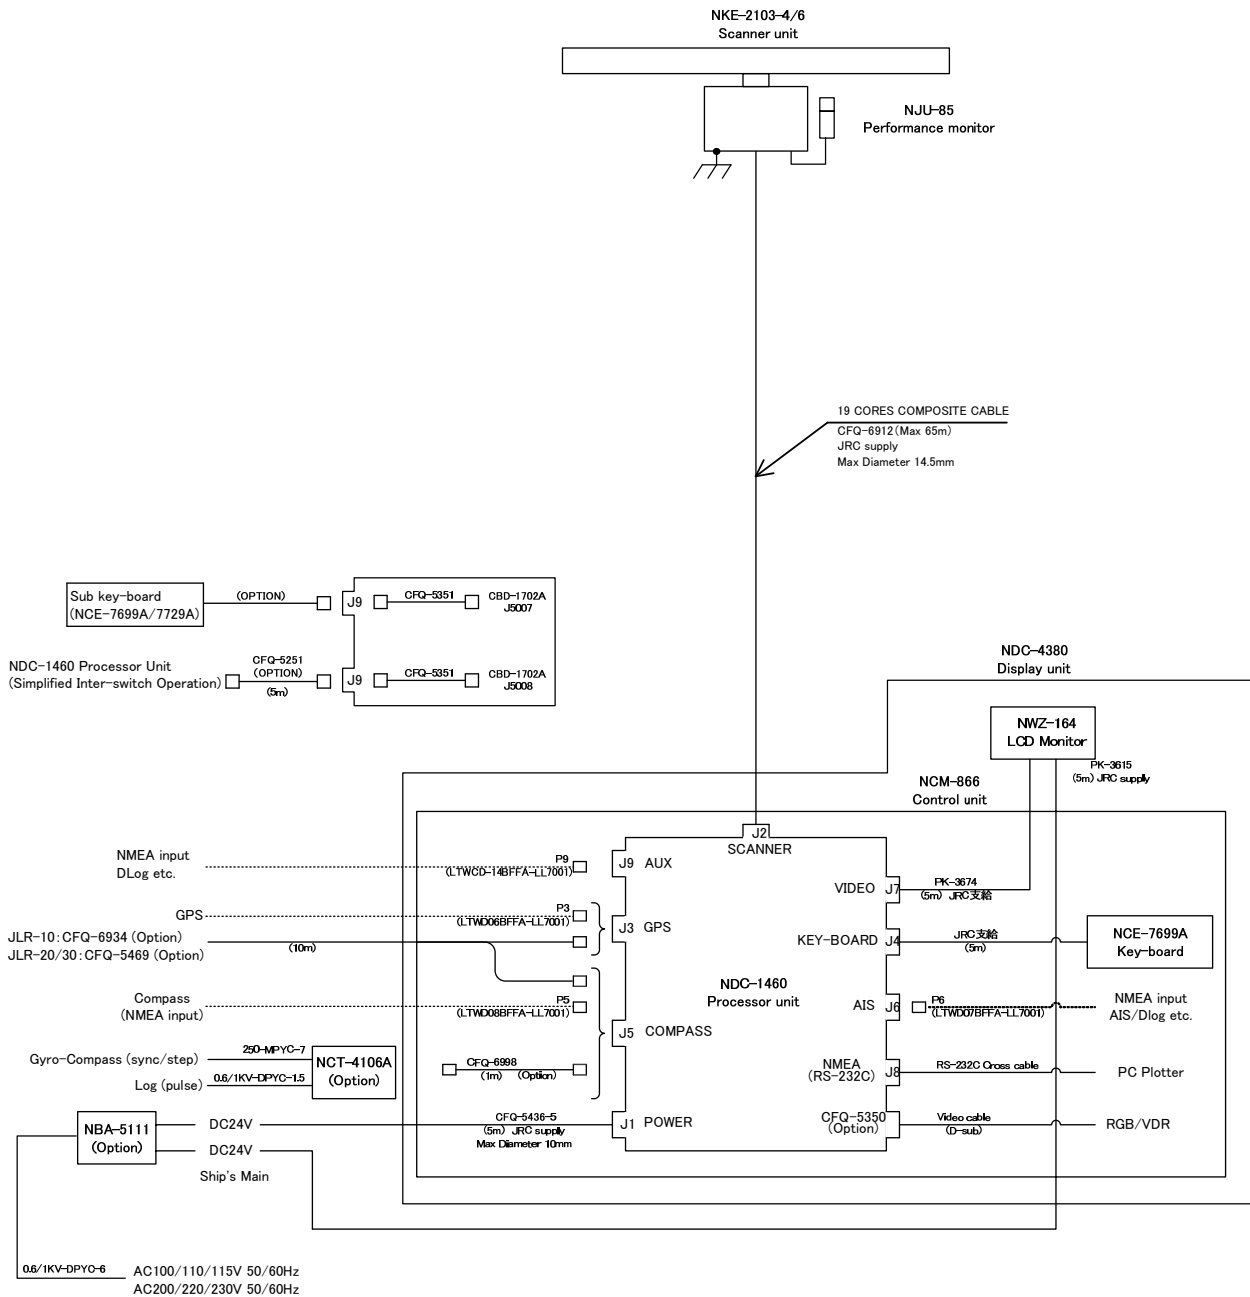 NKE-2103-4/6
Scanner unit
NJU-85
Performance monitor
19 CORES COMPOSITE CABLE
CFQ-6912(Max 65m)
JRC supply
Max Diameter 14.5mm
Sub key-board
(NCE-7699A/7729A)
(OPTION)
J9
CFQ-5351
CBD-1702A
J5007
NDC-1460 Processor Unit
(Simplified Inter-switch Operation)
CFQ-5251
(OPTION)
(5m)
J9
CFQ-5351
CBD-1702A
J5008
NDC-4380
Display unit
NWZ-164
LCD Monitor
PK-3615
(5m) JRC supply
NCM-866
Control unit
J2
SCANNER
NMEA input
DLog etc.
P9
(LTWCD-14BFFA-LL7001)
J9 AUX
VIDEO J7
PK-3674
(5m) JRC支給
GPS
P3
(LTWD06BFFA-LL7001)
J3 GPS
JLR-10:CFQ-6934 (Option)
JLR-20/30:CFQ-5469 (Option)
(10m)
KEY-BOARD J4
JRC支給
(5m)
NCE-7699A
Key-board
NDC-1460
Processor unit
Compass
(NMEA input)
P5
(LTWD08BFFA-LL7001)
J5 COMPASS
AIS J6
P6
(LTWD07BFFA-LL7001)
NMEA input
AIS/Dlog etc.
Gyro-Compass (sync/step)
250-MPYC-7
Log (pulse)
0.6/1KV-DPYC-1.5
NCT-4106A
(Option)
CFQ-6998
(1m) (Option)
NMEA
(RS-232C) J8
RS-232C Cross cable
PC Plotter
NBA-5111
(Option)
DC24V
DC24V
Ship's Main
CFQ-5436-5
(5m) JRC supply
Max Diameter 10mm
J1 POWER
CFQ-5350
(Option)
Video cable
(D-sub)
RGB/VDR
0.6/1KV-DPYC-6
AC100/110/115V 50/60Hz
AC200/220/230V 50/60Hz